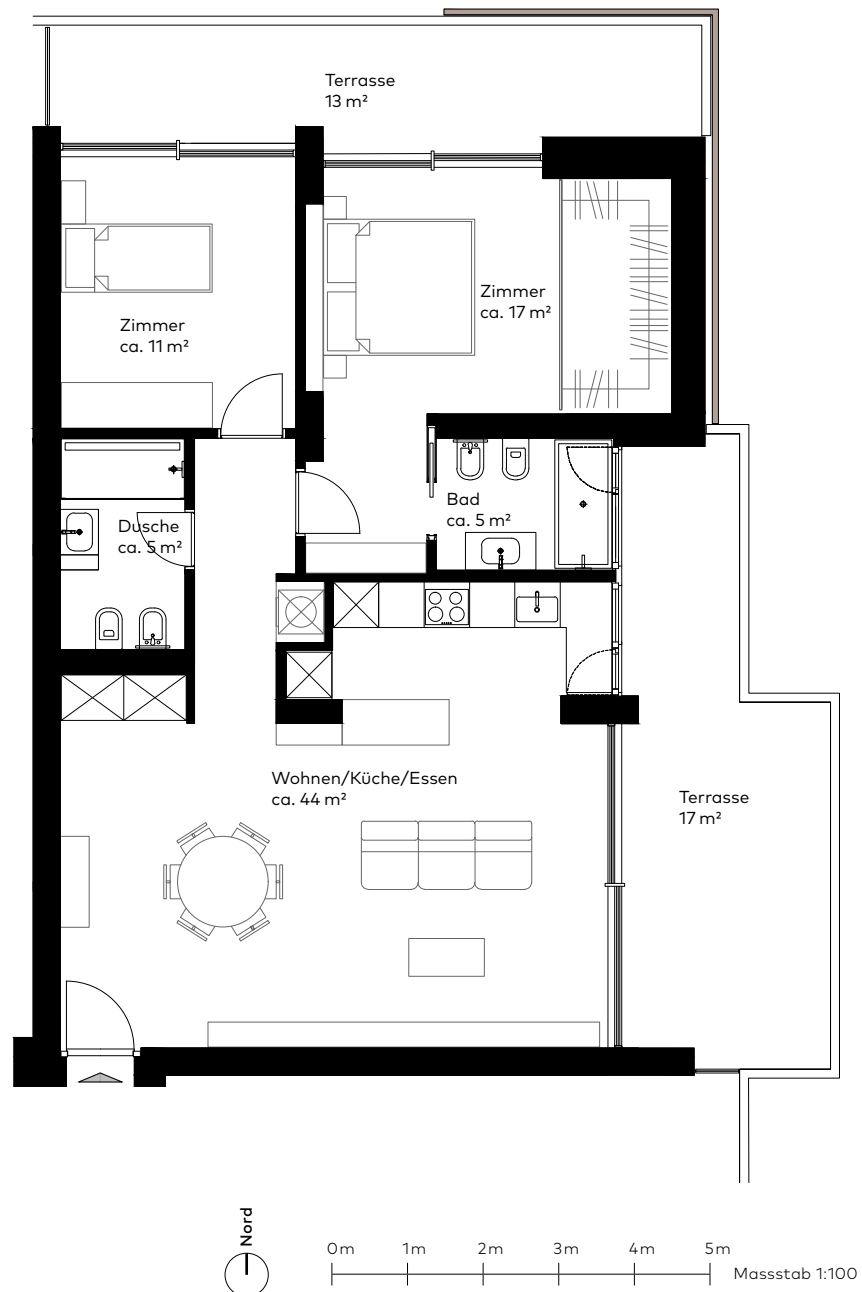 Terrasse
13 m²
Zimmer
ca. 17 m²
Zimmer
ca. 11 m²
Bad
ca. 5 m²
Dusche
ca. 5 m²
Wohnen/Küche/Essen
ca. 44 m²
Terrasse
17 m²
Nord
0m 1m 2m 3m 4m 5m
Massstab 1:100